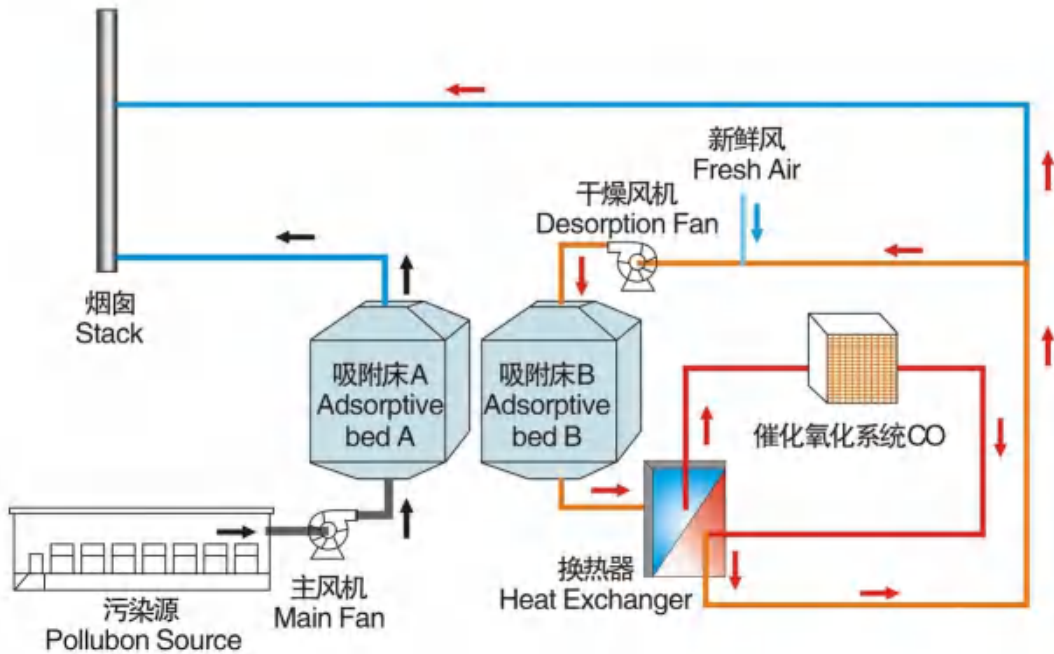 新鲜风
Fresh Air
干燥风机
Desorption Fan
烟囱
Stack
吸附床A
Adsorptive
bed A
吸附床B
Adsorptive
bed B
催化氧化系统CO
换热器
Heat Exchanger
主风机
Main Fan
污染源
Pollubon Source